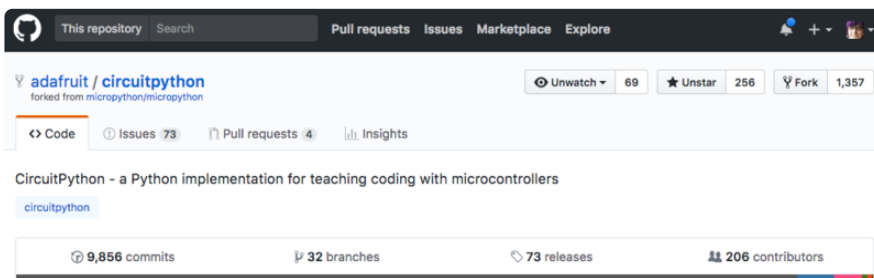 This repository Search Pull requests Issues Marketplace Explore
adafruit / circuitpython Unwatch 69 Unstar 256 Fork 1,357
forked from micropython/micropython
Code Issues 73 Pull requests 4 Insights
CircuitPython - a Python implementation for teaching coding with microcontrollers
circuitpython
9,856 commits 32 branches 73 releases 206 contributors